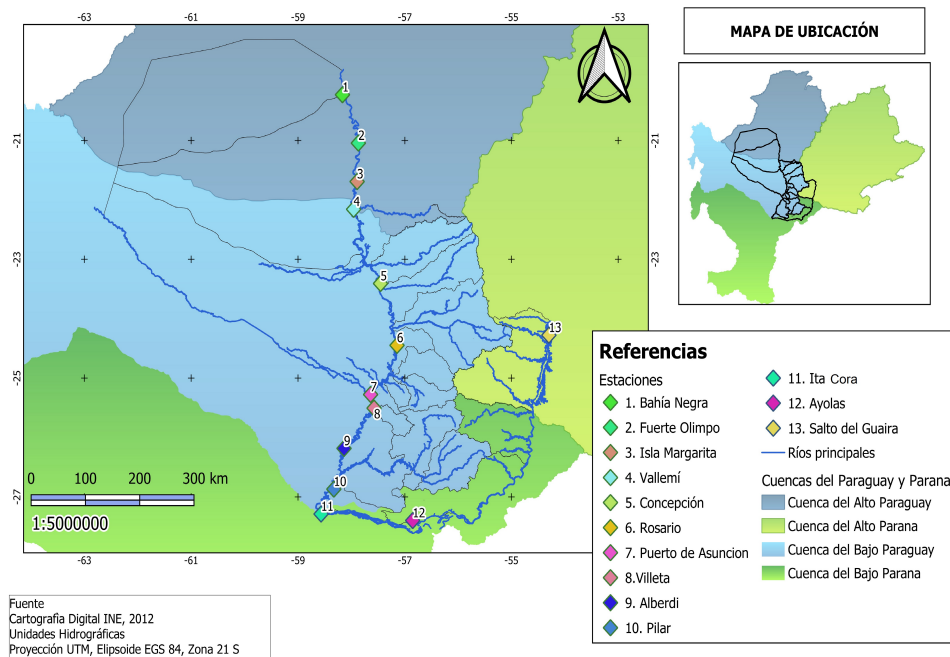 -63
-61
-59
-57
-55
-53
MAPA DE UBICACIÓN
-21
-21
-23
-23
-25
-27
1
2
3
4
5
6
7
8
9
10
11
12
13
0 100 200 300 km
1:5000000
-63
-61
-59
-57
-55
Referencias
Estaciones
1. Bahía Negra
2. Fuerte Olimpo
3. Isla Margarita
4. Vallemí
5. Concepción
6. Rosario
7. Puerto de Asuncion
8.Villeta
9. Alberdi
10. Pilar
11. Ita Cora
12. Ayolas
13. Salto del Guaira
Ríos principales
Cuencas del Paraguay y Parana
Cuenca del Alto Paraguay
Cuenca del Alto Parana
Cuenca del Bajo Paraguay
Cuenca del Bajo Parana
Fuente
Cartografia Digital INE, 2012
Unidades Hidrográficas
Proyección UTM, Elipsoide EGS 84, Zona 21 S